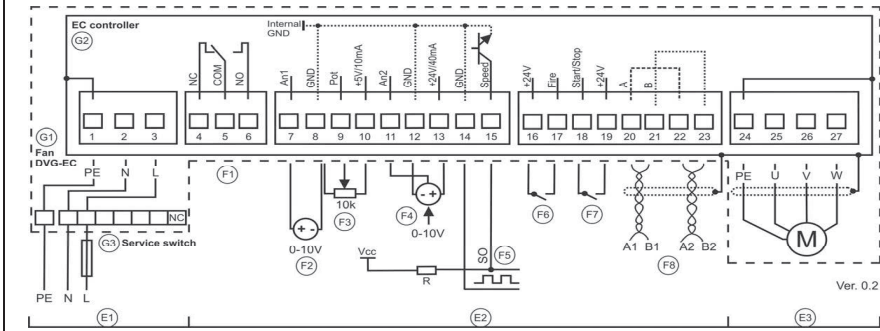 EC controller
G2
Internal
GND
NC
COM
NO
An1
GND
Pot
+5V/10mA
An2
GND
+24V/40mA
GND
Speed
+24V
Fire
Start/Stop
+24V
A
B
1 2 3
4 5 6
7 8 9 10 11 12 13 14 15
16 17 18 19 20 21 22 23
24 25 26 27
G1
Fan
DVG-EC
PE N L
NC
G3 Service switch
PE N L
F1
0-10V
F2
10k
F3
F4
0-10V
Vcc
R
SO
F5
F6
F7
A1 B1 A2 B2
F8
PE U V W
M
Ver. 0.2
E1
E2
E3